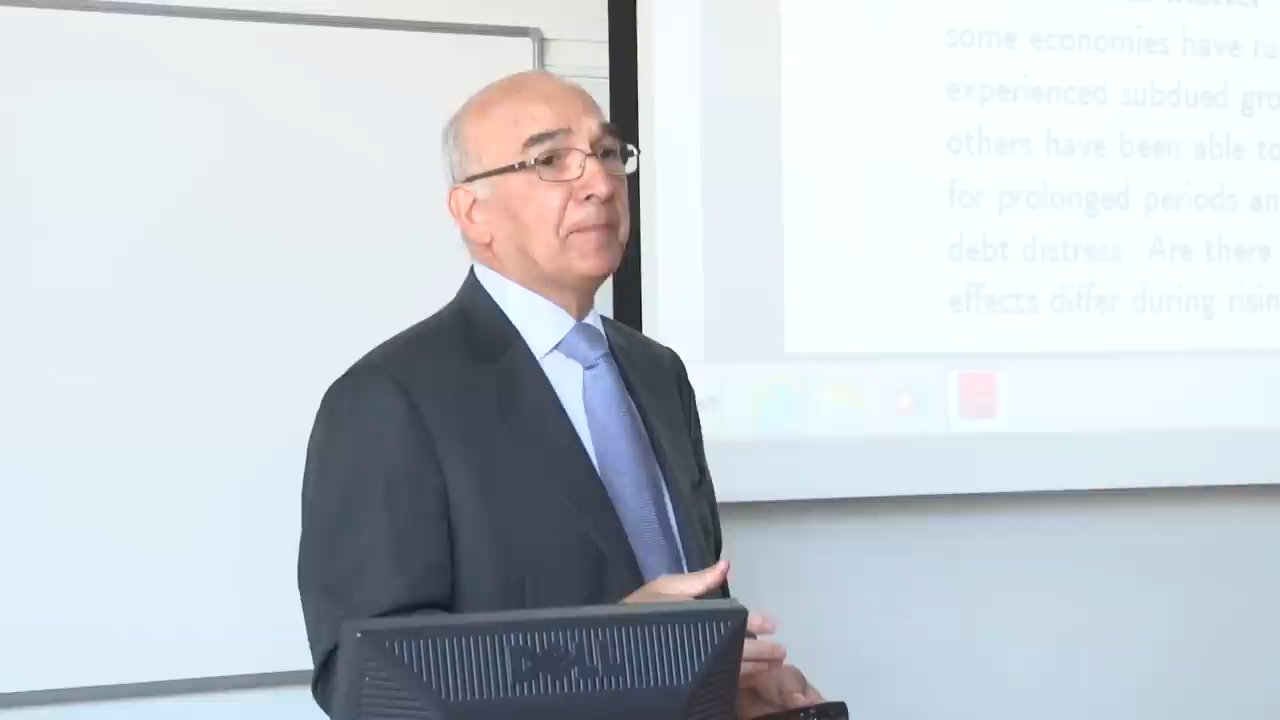 some economies have ru
experienced subdued gro
others have been able to
for prolonged periods an
debt distress. Are there
effects differ during risin
DELL